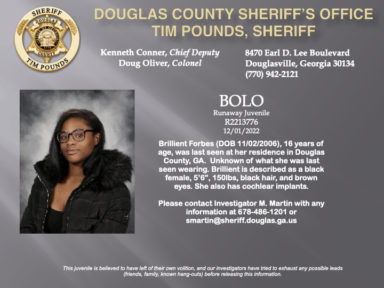 SHERIFF
TIM POUNDS
DOUGLAS COUNTY SHERIFF'S OFFICE
TIM POUNDS, SHERIFF
Kenneth Conner, Chief Deputy
Doug Oliver, Colonel
8470 Earl D. Lee Boulevard
Douglasville, Georgia 30134
(770) 942-2121
BOLO
Runaway Juvenile
R2213776
12/01/2022
Brillient Forbes (DOB 11/02/2006), 16 years of
age, was last seen at her residence in Douglas
County, GA.  Unknown of what she was last
seen wearing. Brillient is described as a black
female, 5'6", 150lbs, black hair, and brown
eyes. She also has cochlear implants.
Please contact Investigator M. Martin with any
information at 678-486-1201 or
smartin@sheriff.douglas.ga.us
This juvenile is believed to have left of their own volition, and our investigators have tried to exhaust any possible leads
(friends, family, known hang-outs) before releasing this information.